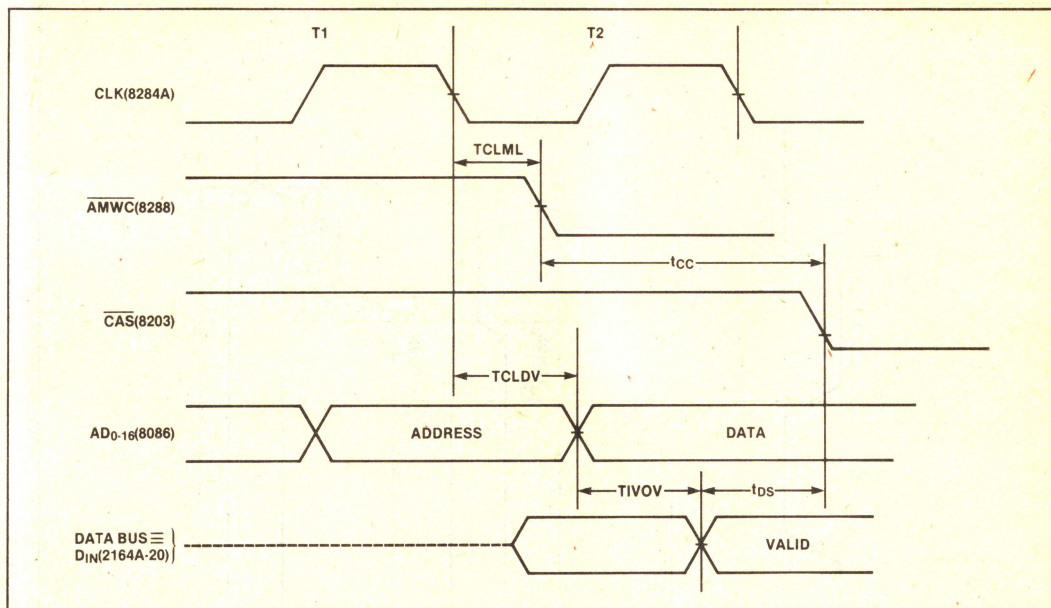 T1 T2
CLK(8284A)
TCLML
AMWC(8288)
tCC
CAS(8203)
TCLDV
AD0-16(8086) ADDRESS DATA
TIVOV tDS
DATA BUS ≡
DIN(2164A-20) VALID